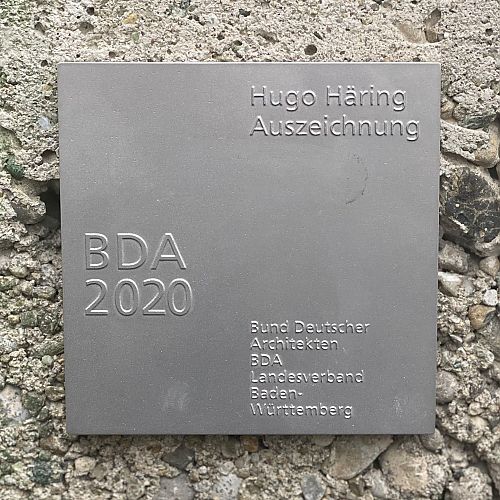 Hugo Häring
Auszeichnung
BDA
2020
Bund Deutscher
Architekten
BDA
Landesverband
Baden-
Württemberg